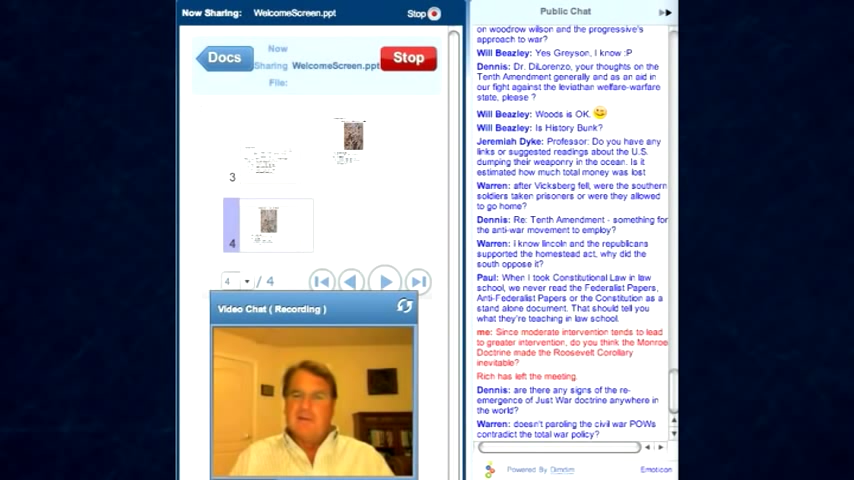 Now Sharing: WelcomeScreen.ppt Stop
Docs
Now
Sharing WelcomeScreen.ppt
File:
Stop
3
4
4 / 4
Video Chat ( Recording )
Public Chat
on woodrow wilson and the progressive's
approach to war?
Will Beazley: Yes Greyson, I know :P
Dennis: Dr. DiLorenzo, your thoughts on the
Tenth Amendment generally and as an aid in
our fight against the leviathan welfare-warfare
state, please ?
Will Beazley: Woods is OK.
Will Beazley: Is History Bunk?
Jeremiah Dyke: Professor: Do you have any
links or suggested readings about the U.S.
dumping their weaponry in the ocean. Is it
estimated how much total money was lost
Warren: after Vicksberg fell, were the southern
soldiers taken prisoners or were they allowed
to go home?
Dennis: Re: Tenth Amendment - something for
the anti-war movement to employ?
Warren: I know lincoln and the republicans
supported the homestead act, why did the
south oppose it?
Paul: When I took Constitutional Law in law
school, we never read the Federalist Papers,
Anti-Federalist Papers or the Constitution as a
stand alone document. That should tell you
what they're teaching in law school.
me: Since moderate intervention tends to lead
to greater intervention, do you think the Monroe
Doctrine made the Roosevelt Corollary
inevitable?
Rich has left the meeting.
Dennis: are there any signs of the re-
emergence of Just War doctrine anywhere in
the world?
Warren: doesn't paroling the civil war POWs
contradict the total war policy?
Powered By Dimdim Emoticon